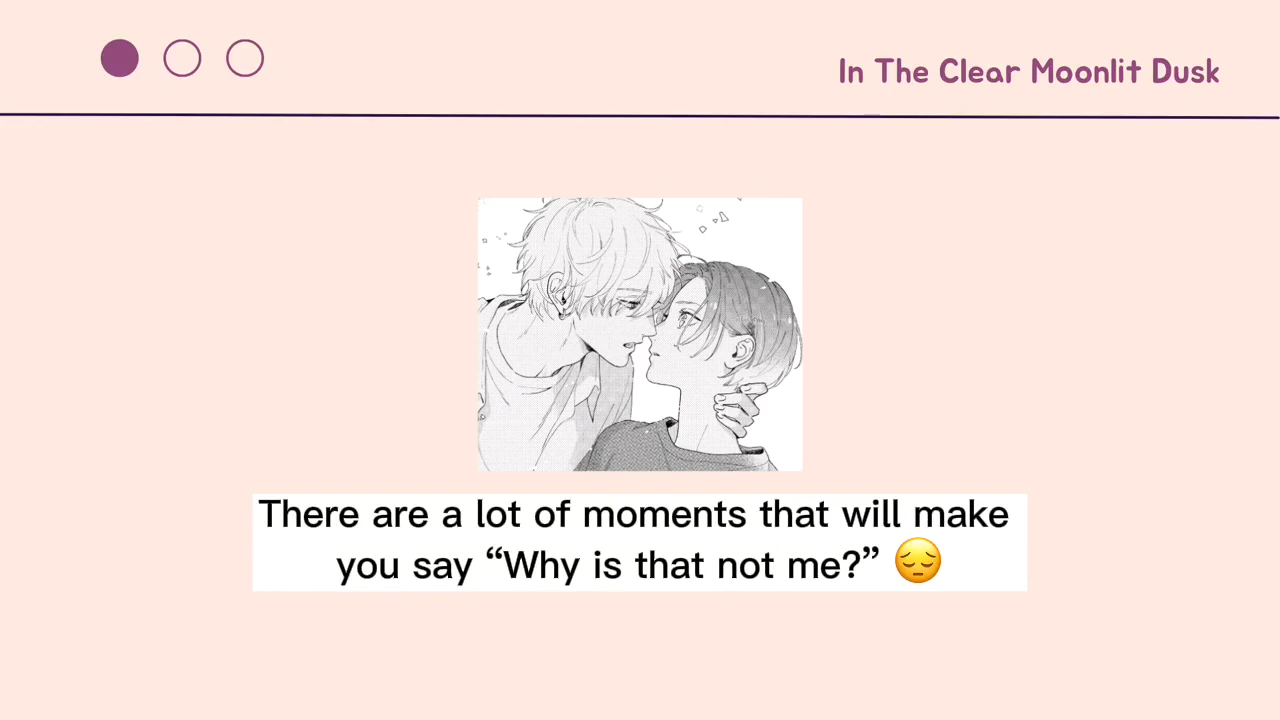 In The Clear Moonlit Dusk
There are a lot of moments that will make
you say “Why is that not me?” 😔